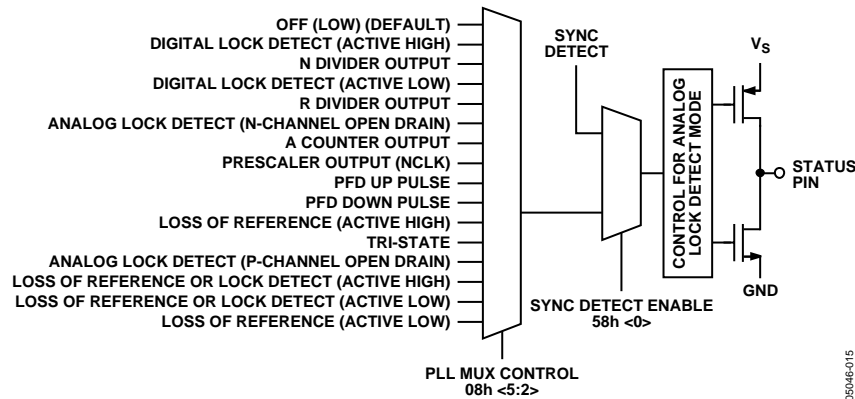 OFF (LOW) (DEFAULT)
DIGITAL LOCK DETECT (ACTIVE HIGH)
N DIVIDER OUTPUT
DIGITAL LOCK DETECT (ACTIVE LOW)
R DIVIDER OUTPUT
ANALOG LOCK DETECT (N-CHANNEL OPEN DRAIN)
A COUNTER OUTPUT
PRESCALER OUTPUT (NCLK)
PFD UP PULSE
PFD DOWN PULSE
LOSS OF REFERENCE (ACTIVE HIGH)
TRI-STATE
ANALOG LOCK DETECT (P-CHANNEL OPEN DRAIN)
LOSS OF REFERENCE OR LOCK DETECT (ACTIVE HIGH)
LOSS OF REFERENCE OR LOCK DETECT (ACTIVE LOW)
LOSS OF REFERENCE (ACTIVE LOW)
PLL MUX CONTROL
08h <5:2>
SYNC
DETECT
SYNC DETECT ENABLE
58h <0>
CONTROL FOR ANALOG
LOCK DETECT MODE
VS
STATUS
PIN
GND
05046-015